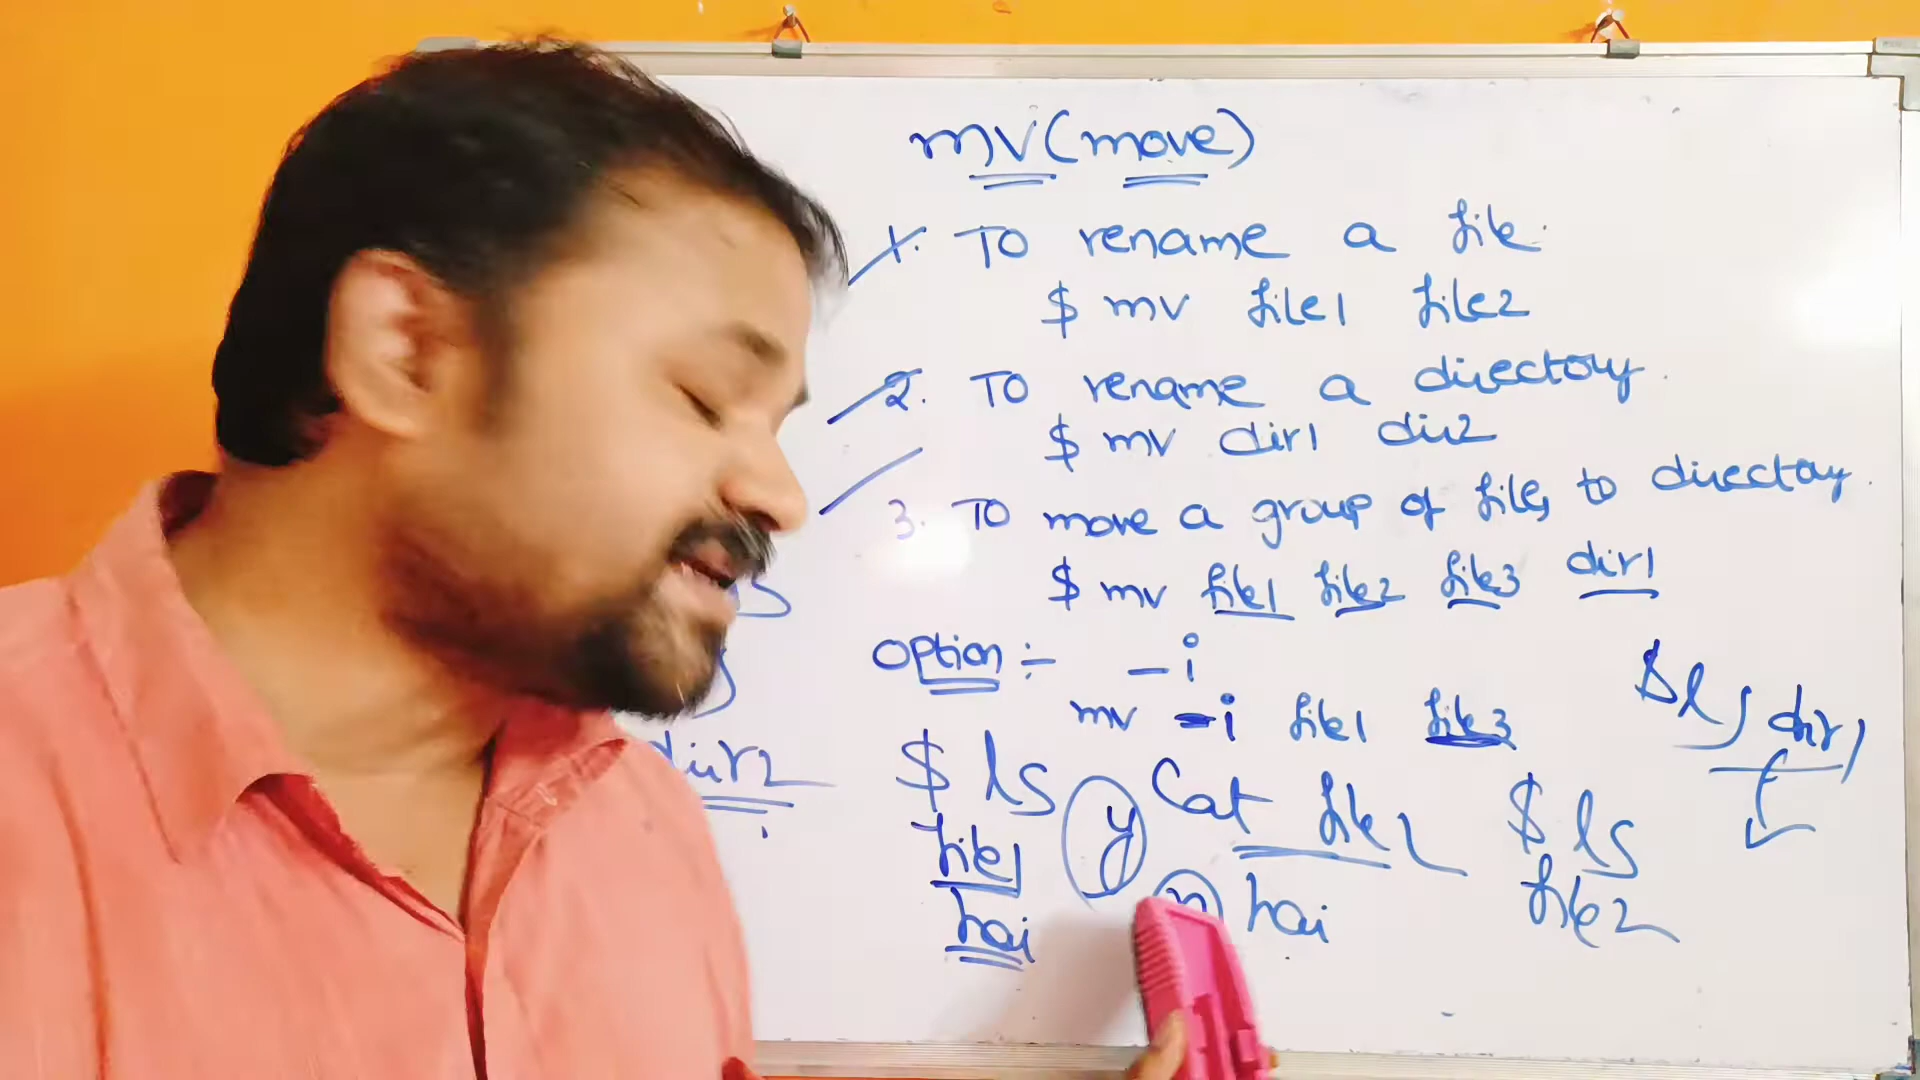 mv (move)
1. To rename a file.
$ mv file1 file2
2. To rename a directory.
$ mv dir1 dir2
3. To move a group of files to directory.
$ mv file1 file2 file3 dir1
Option :- -i
mv -i file1 file3
$ ls dir1
$ ls
file1
hai
y
n
Cat file2
hai
$ ls
file2
dir2